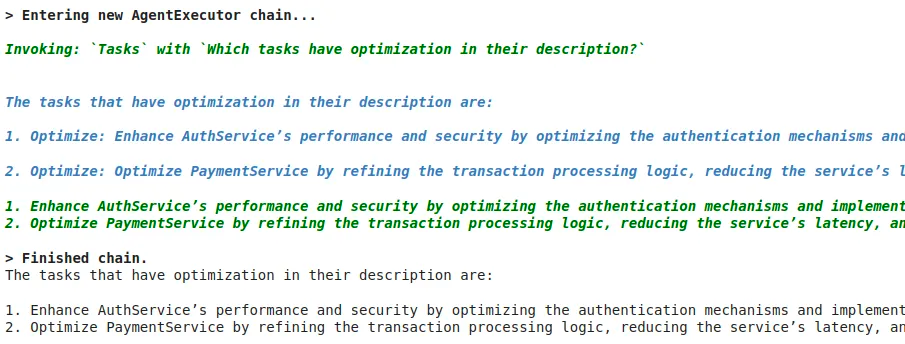 > Entering new AgentExecutor chain...
Invoking: `Tasks` with `Which tasks have optimization in their description?`
The tasks that have optimization in their description are:
1. Optimize: Enhance AuthService’s performance and security by optimizing the authentication mechanisms and
2. Optimize: Optimize PaymentService by refining the transaction processing logic, reducing the service’s l
1. Enhance AuthService’s performance and security by optimizing the authentication mechanisms and implement
2. Optimize PaymentService by refining the transaction processing logic, reducing the service’s latency, an
> Finished chain.
The tasks that have optimization in their description are:
1. Enhance AuthService’s performance and security by optimizing the authentication mechanisms and implement
2. Optimize PaymentService by refining the transaction processing logic, reducing the service’s latency, an